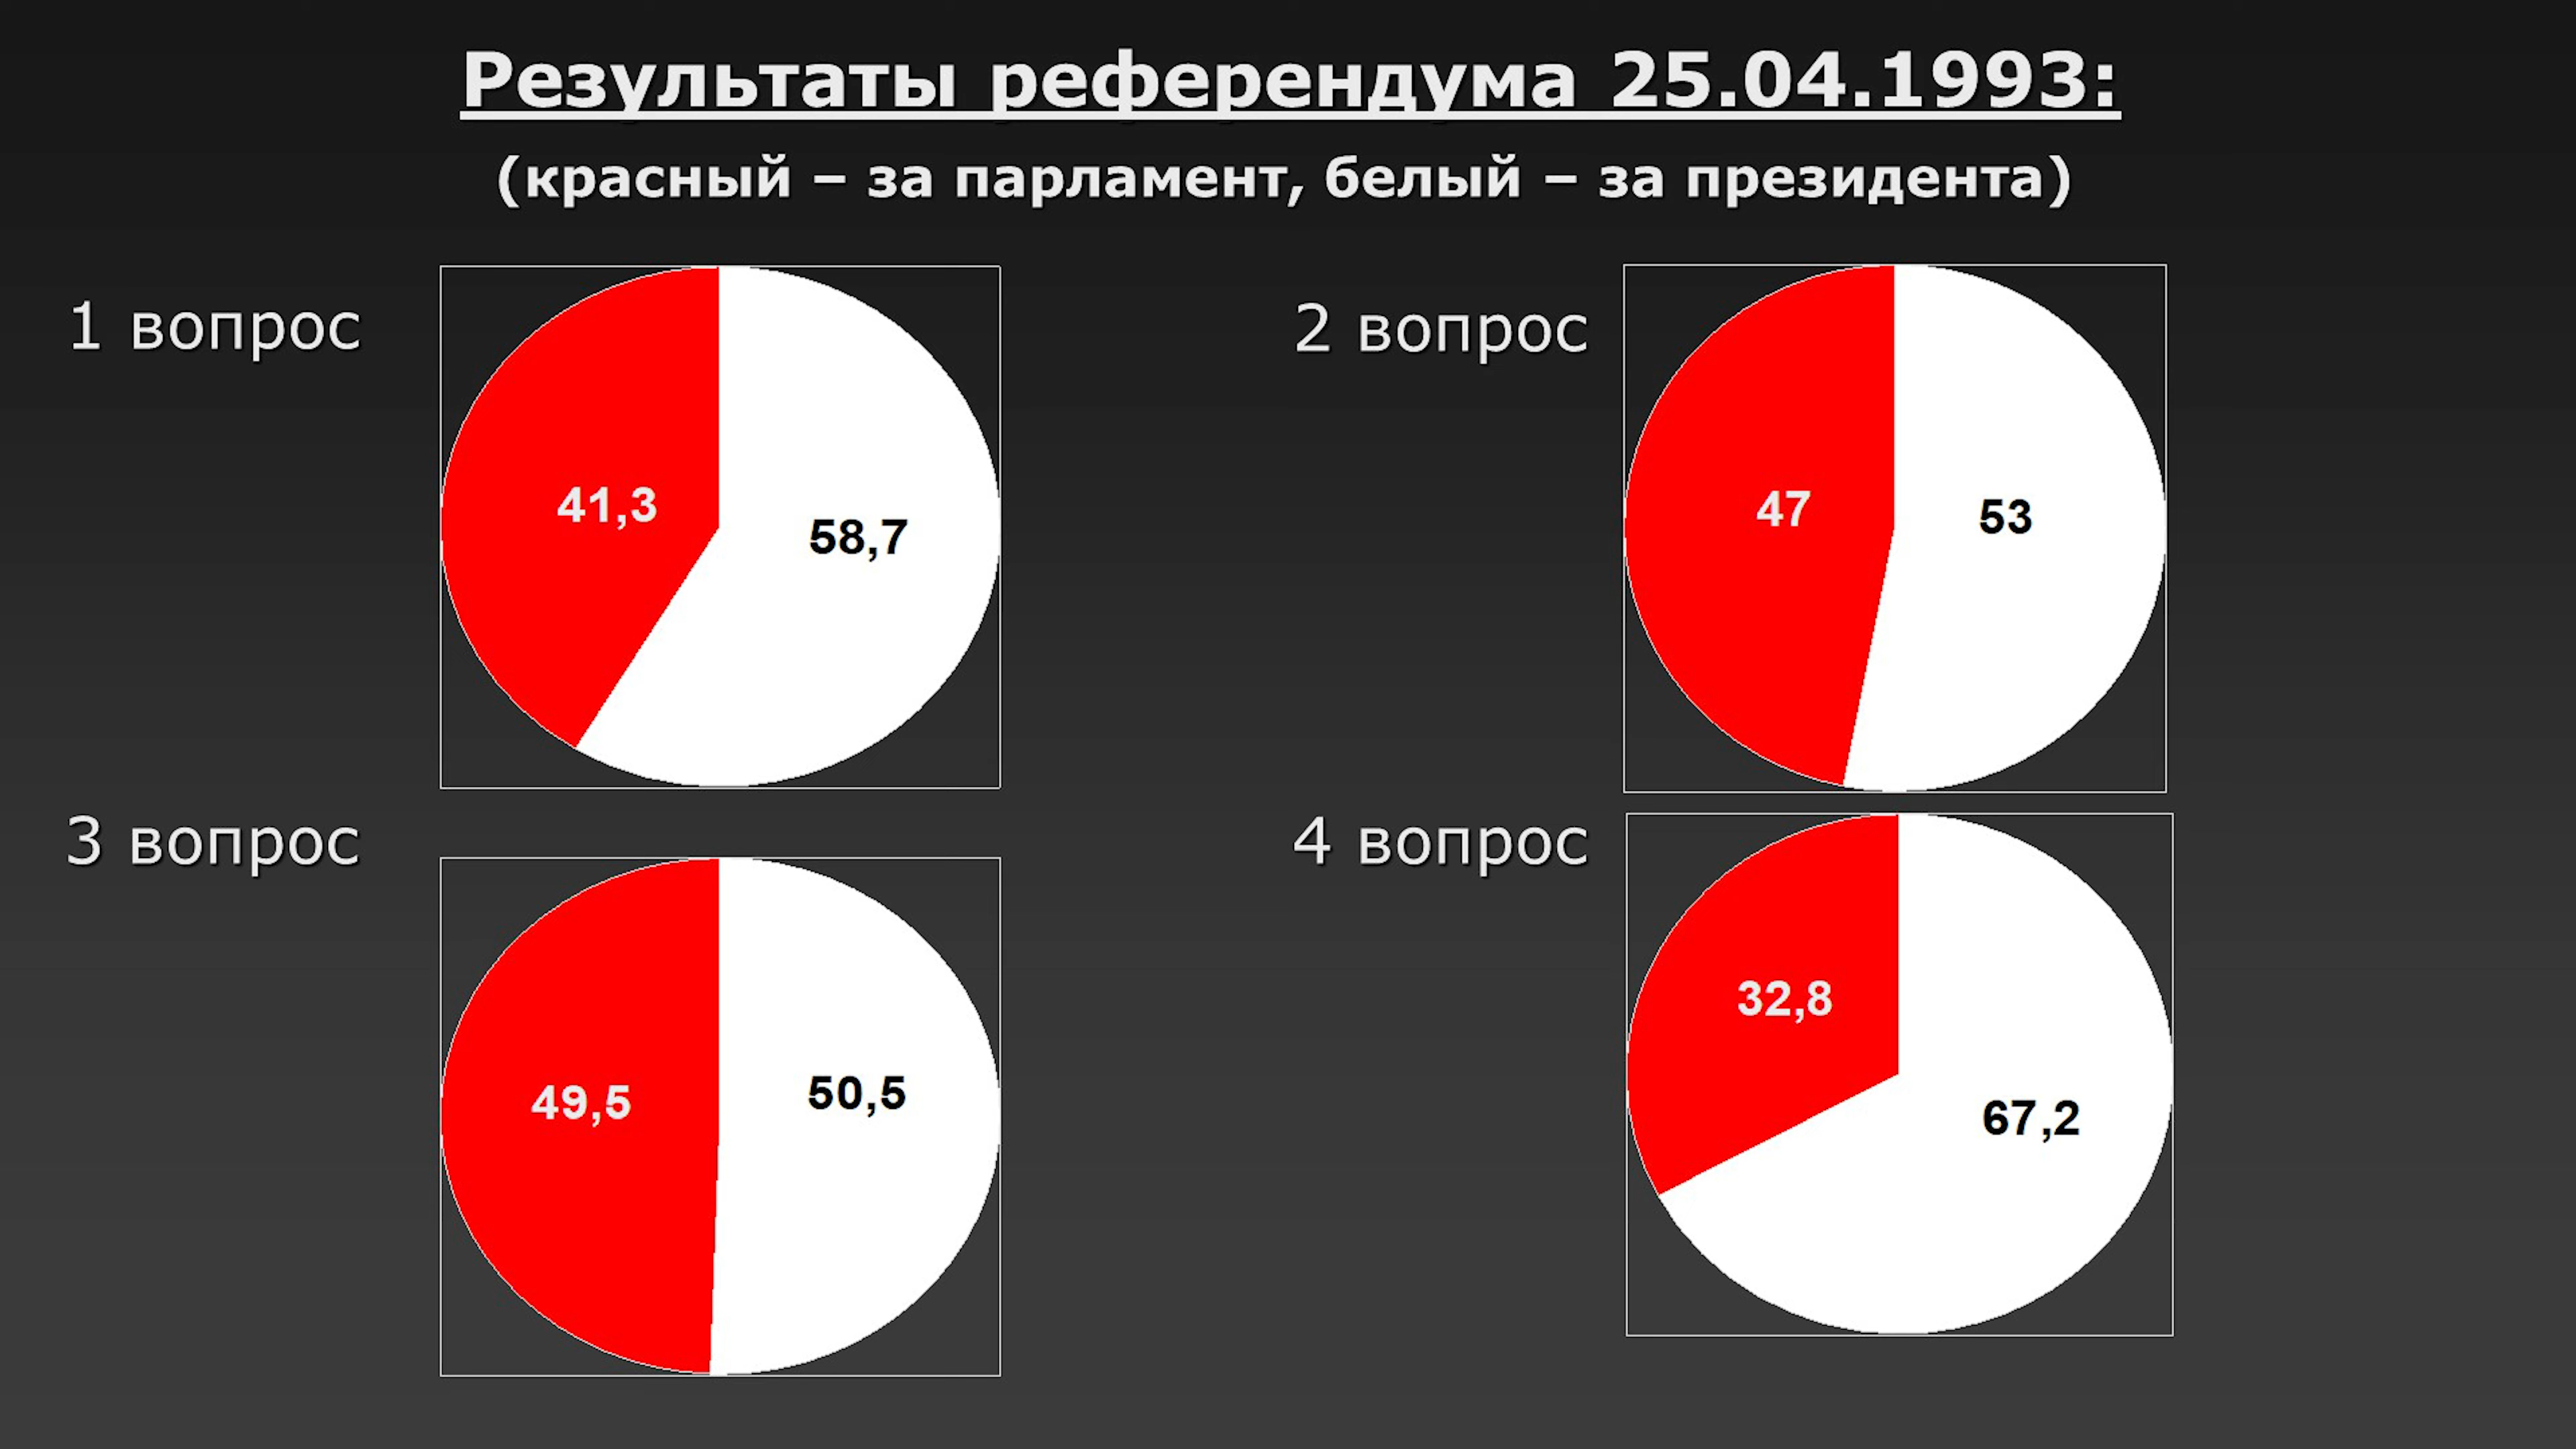 Результаты референдума 25.04.1993:
(красный – за парламент, белый – за президента)
1 вопрос
41,3
58,7
2 вопрос
47
53
3 вопрос
49,5
50,5
4 вопрос
32,8
67,2